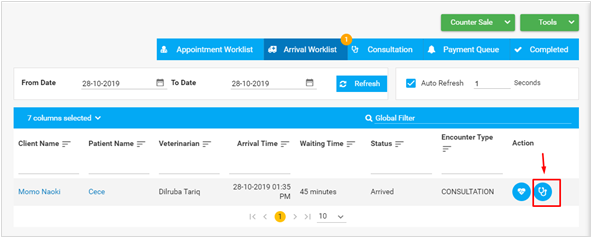 Counter Sale Tools
1
Appointment Worklist Arrival Worklist Consultation Payment Queue Completed
From Date 28-10-2019 To Date 28-10-2019 Refresh Auto Refresh 1 Seconds
7 columns selected Global Filter
Client Name Patient Name Veterinarian Arrival Time Waiting Time Status Encounter Type Action
Momo Naoki Cece Dilruba Tariq 28-10-2019 01:35 PM 45 minutes Arrived CONSULTATION
1 10